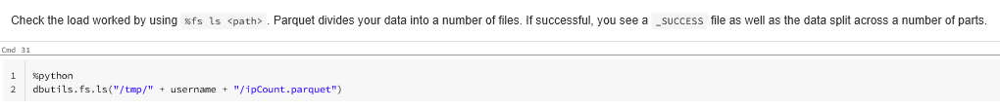 Check the load worked by using %fs ls <path> . Parquet divides your data into a number of files. If successful, you see a _SUCCESS file as well as the data split across a number of parts.
Cmd 31
1 %python
2 dbutils.fs.ls("/tmp/" + username + "/ipCount.parquet")